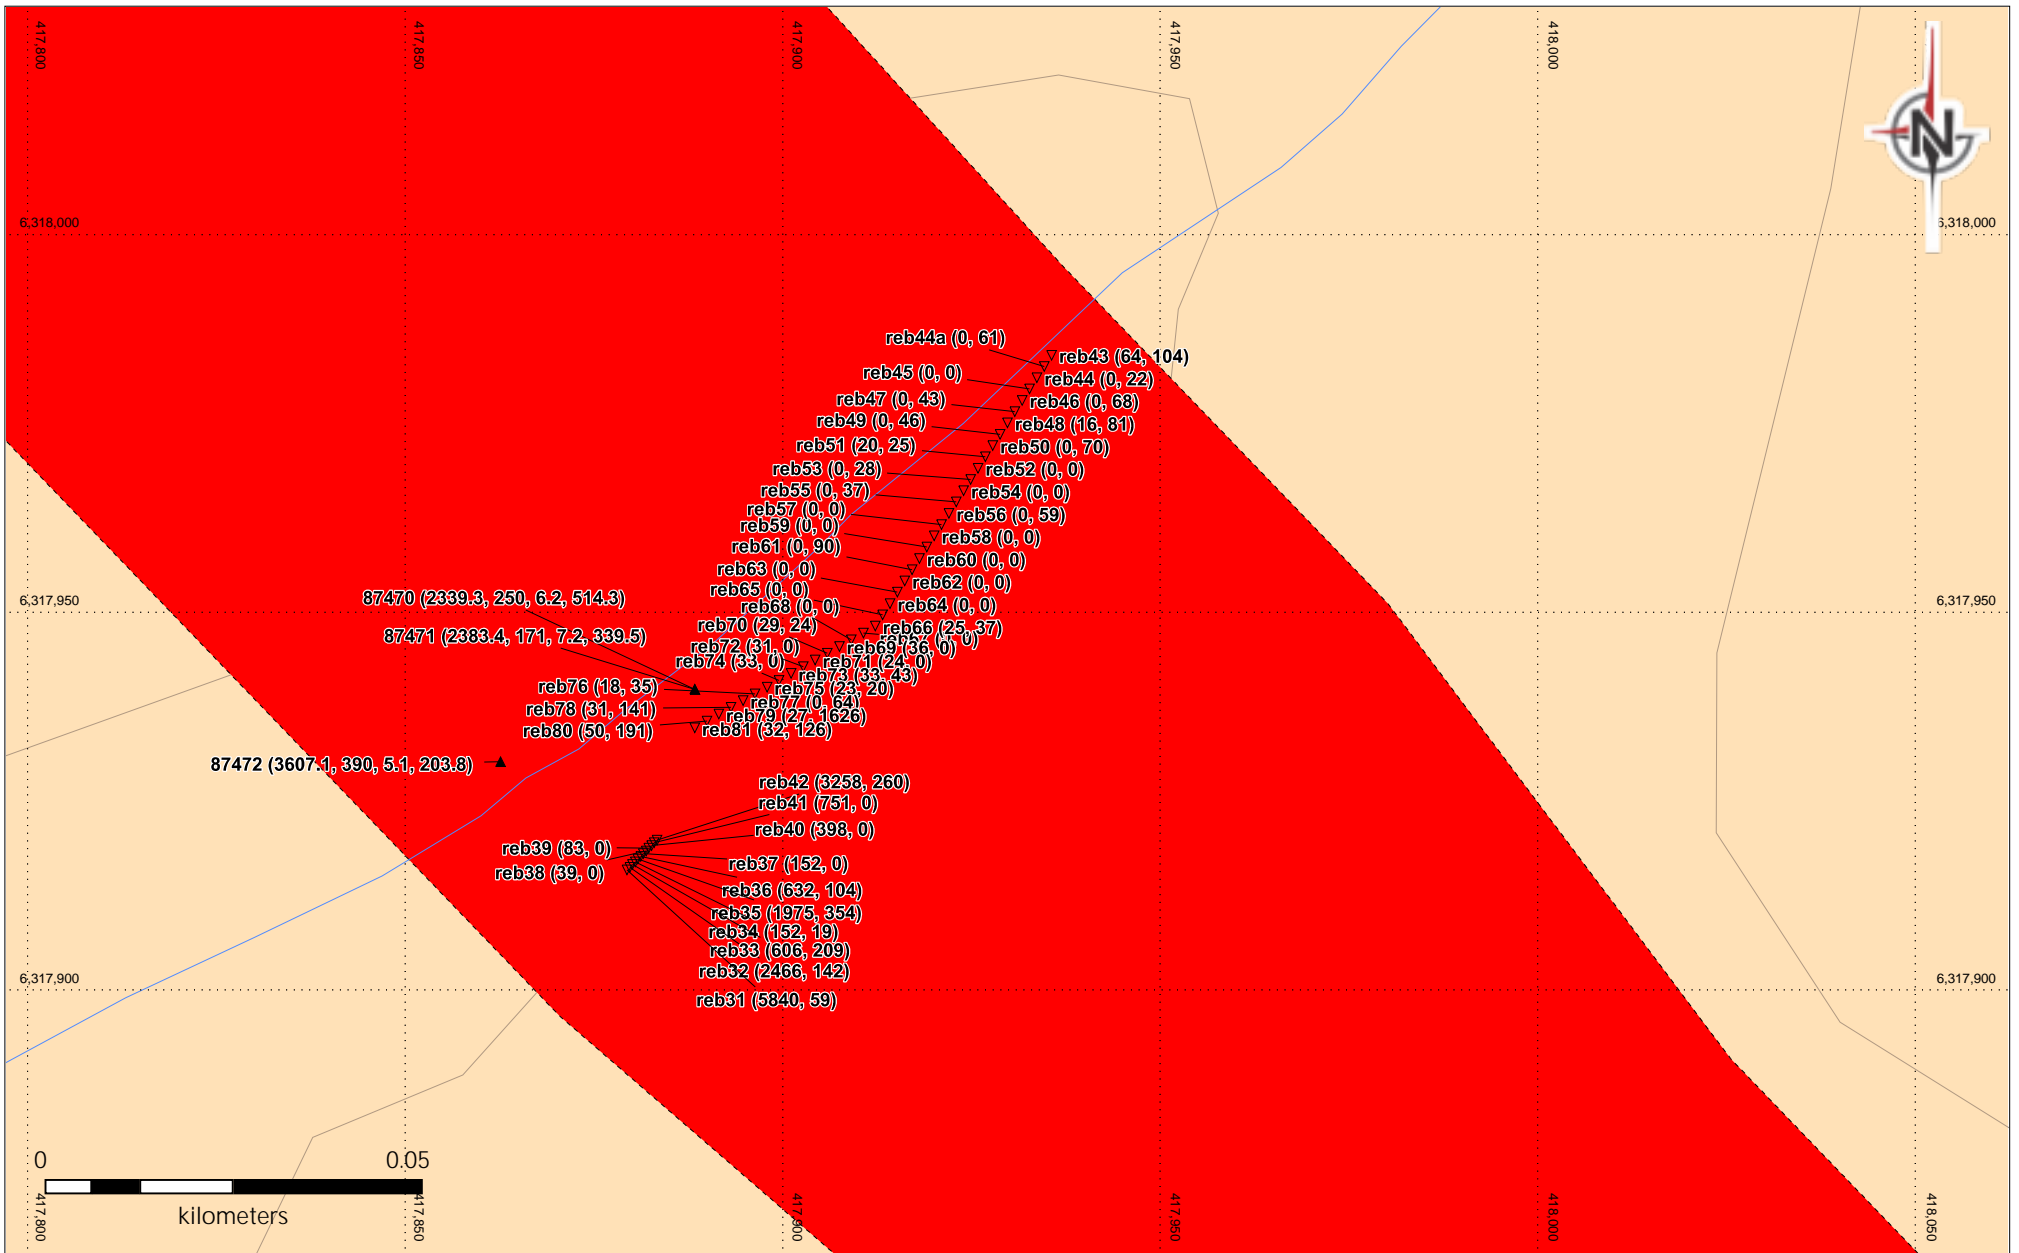 417,800
417,850
417,900
417,950
418,000
N
6,318,000
6,318,000
reb44a (0, 61)
reb43 (64, 104)
reb45 (0, 0)
reb44 (0, 22)
reb47 (0, 43)
reb46 (0, 68)
reb49 (0, 46)
reb48 (16, 81)
reb51 (20, 25)
reb50 (0, 70)
reb53 (0, 28)
reb52 (0, 0)
reb55 (0, 37)
reb54 (0, 0)
reb57 (0, 0)
reb56 (0, 59)
reb59 (0, 0)
reb58 (0, 0)
reb61 (0, 90)
reb60 (0, 0)
reb63 (0, 0)
reb62 (0, 0)
reb65 (0, 0)
6,317,950
6,317,950
87470 (2339.3, 250, 6.2, 514.3)
reb68 (0, 0)
reb64 (0, 0)
reb70 (29, 24)
reb66 (25, 37)
87471 (2383.4, 171, 7.2, 339.5)
reb72 (31, 0)
reb69 (36, 0)
reb74 (33, 0)
reb71 (24, 0)
reb73 (33, 43)
reb76 (18, 35)
reb75 (23, 20)
reb77 (0, 64)
reb78 (31, 141)
reb79 (27, 1626)
reb80 (50, 191)
reb81 (32, 126)
87472 (3607.1, 390, 5.1, 203.8)
reb42 (3258, 260)
reb41 (751, 0)
reb40 (398, 0)
reb39 (83, 0)
reb37 (152, 0)
reb38 (39, 0)
reb36 (632, 104)
reb35 (1975, 354)
reb34 (152, 19)
reb33 (606, 209)
reb32 (2466, 142)
6,317,900
6,317,900
reb31 (5840, 59)
0 0.05
kilometers
417,800
417,850
417,900
417,950
418,000
418,050